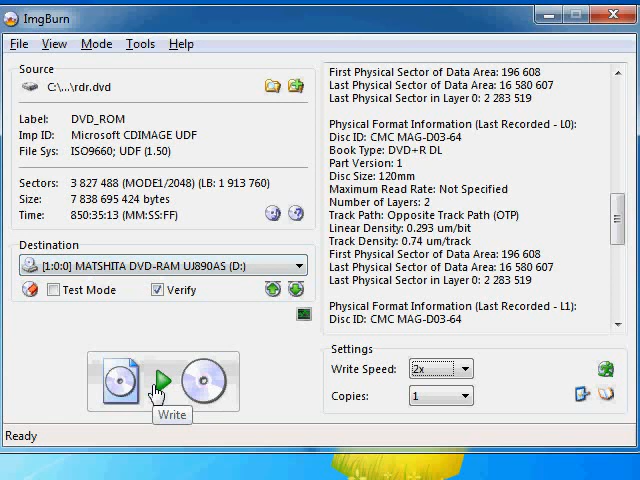 ImgBurn
File View Mode Tools Help
Source
C:\...\rdr.dvd
Label: DVD_ROM
Imp ID: Microsoft CDIMAGE UDF
File Sys: ISO9660; UDF (1.50)
Sectors: 3 827 488 (MODE1/2048) (LB: 1 913 760)
Size: 7 838 695 424 bytes
Time: 850:35:13 (MM:SS:FF)
Destination
[1:0:0] MATSHITA DVD-RAM UJ890AS (D:)
Test Mode Verify
Write
First Physical Sector of Data Area: 196 608
Last Physical Sector of Data Area: 16 580 607
Last Physical Sector in Layer 0: 2 283 519
Physical Format Information (Last Recorded - L0):
Disc ID: CMC MAG-D03-64
Book Type: DVD+R DL
Part Version: 1
Disc Size: 120mm
Maximum Read Rate: Not Specified
Number of Layers: 2
Track Path: Opposite Track Path (OTP)
Linear Density: 0.293 um/bit
Track Density: 0.74 um/track
First Physical Sector of Data Area: 196 608
Last Physical Sector of Data Area: 16 580 607
Last Physical Sector in Layer 0: 2 283 519
Physical Format Information (Last Recorded - L1):
Disc ID: CMC MAG-D03-64
Settings
Write Speed: 2x
Copies: 1
Ready